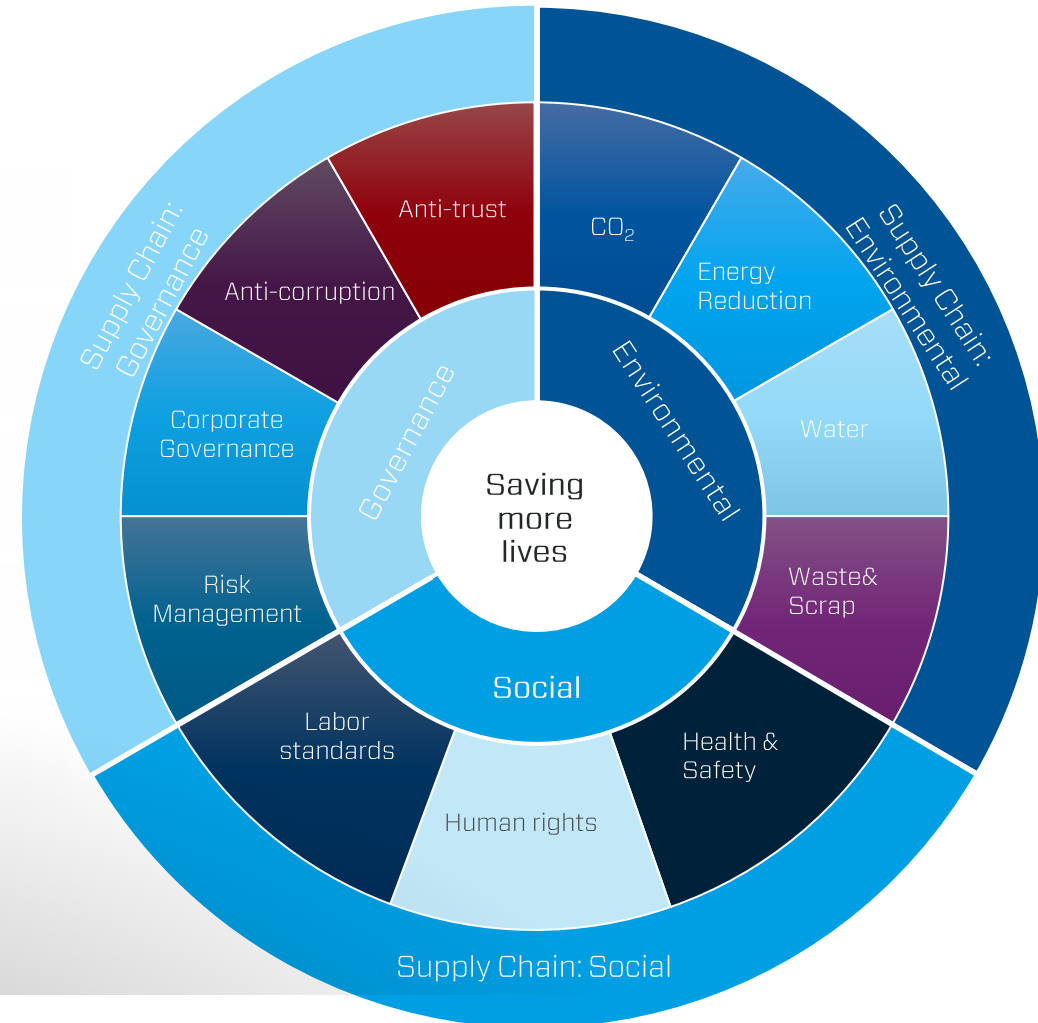 Anti-trust
CO₂
Supply Chain:
Governance
Supply Chain:
Environmental
Anti-corruption
Energy
Reduction
Governance
Environmental
Corporate
Governance
Water
Saving
more
lives
Risk
Management
Waste&
Scrap
Social
Labor
standards
Health &
Safety
Human rights
Supply Chain: Social